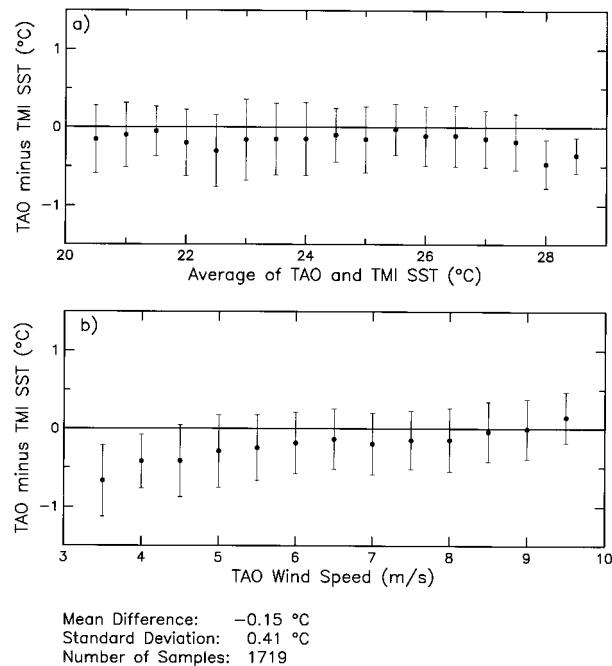 a)
TAO minus TMI SST (°C)
1
0
−1
20 22 24 26 28
Average of TAO and TMI SST (°C)
b)
TAO minus TMI SST (°C)
1
0
−1
3 4 5 6 7 8 9 10
TAO Wind Speed (m/s)
Mean Difference: −0.15 °C
Standard Deviation: 0.41 °C
Number of Samples: 1719